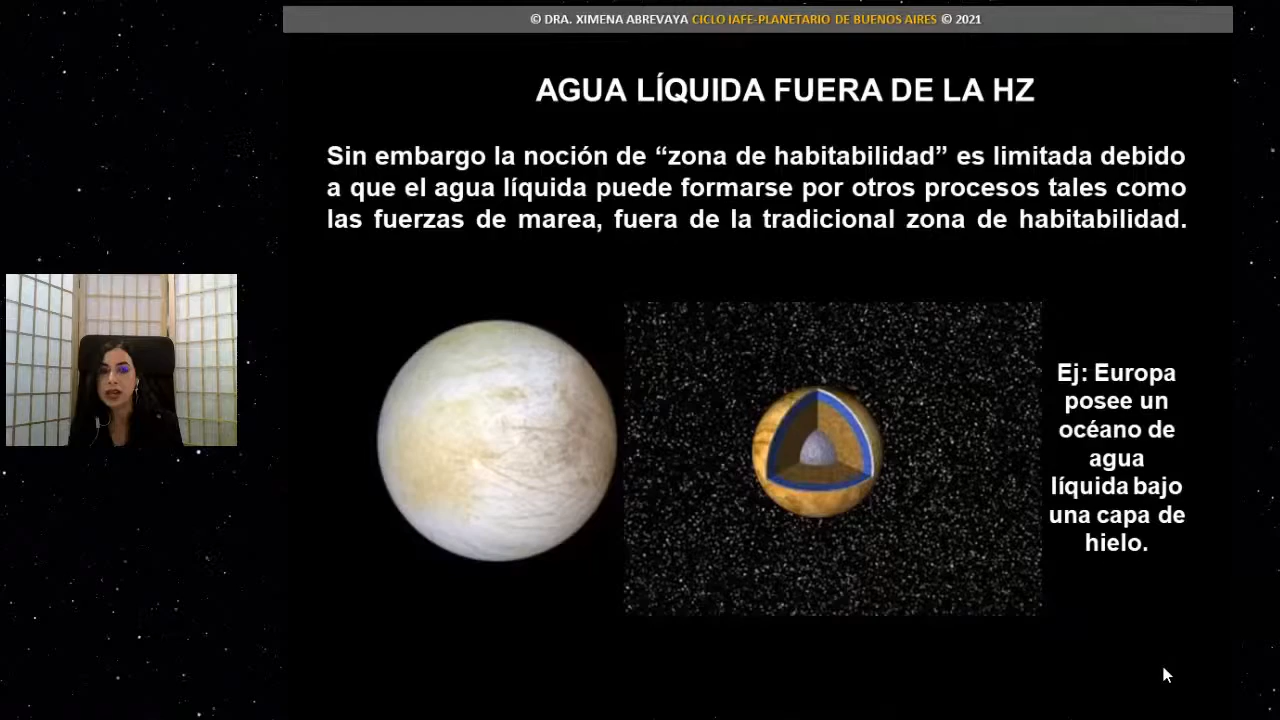 © DRA. XIMENA ABREVAYA CICLO IAFE-PLANETARIO DE BUENOS AIRES © 2021
AGUA LÍQUIDA FUERA DE LA HZ
Sin embargo la noción de “zona de habitabilidad” es limitada debido
a que el agua líquida puede formarse por otros procesos tales como
las fuerzas de marea, fuera de la tradicional zona de habitabilidad.
Ej: Europa
posee un
océano de
agua
líquida bajo
una capa de
hielo.